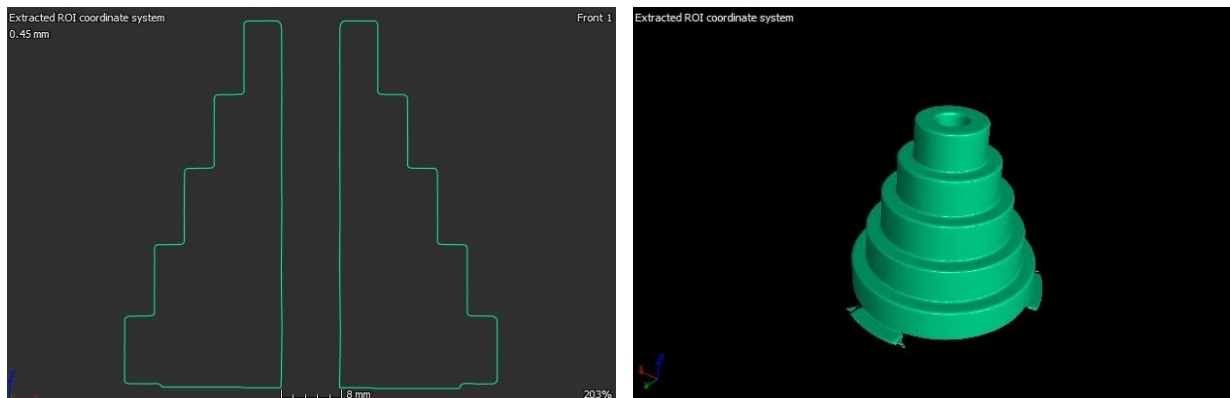 Extracted ROI coordinate system
Front 1
0.45 mm
8 mm
203%
Extracted ROI coordinate system